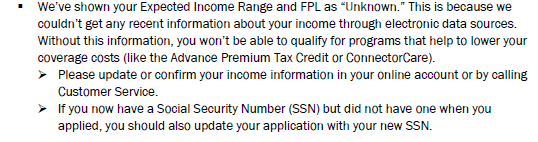 ▪ We've shown your Expected Income Range and FPL as "Unknown." This is because we
couldn't get any recent information about your income through electronic data sources.
Without this information, you won't be able to qualify for programs that help to lower your
coverage costs (like the Advance Premium Tax Credit or ConnectorCare).
➤ Please update or confirm your income information in your online account or by calling
Customer Service.
➤ If you now have a Social Security Number (SSN) but did not have one when you
applied, you should also update your application with your new SSN.